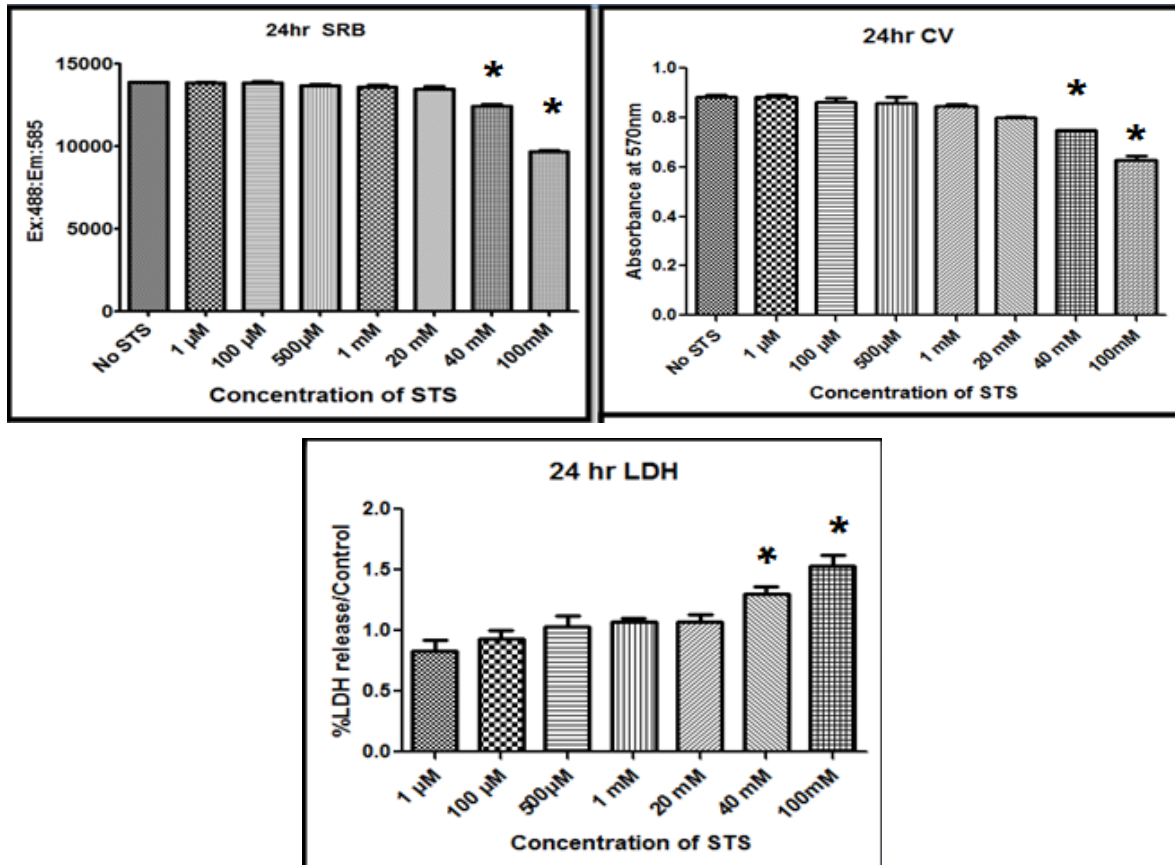 24hr SRB
Ex:488:Em:585
15000
10000
5000
0
* *
No STS 1 µM 100 µM 500µM 1 mM 20 mM 40 mM 100mM
Concentration of STS
24hr CV
Absorbance at 570nm
1.0
0.8
0.6
0.4
0.2
0.0
* *
No STS 1 µM 100 µM 500µM 1 mM 20 mM 40 mM 100mM
Concentration of STS
24 hr LDH
%LDH release/Control
2.0
1.5
1.0
0.5
0.0
* *
1 µM 100 µM 500µM 1 mM 20 mM 40 mM 100mM
Concentration of STS